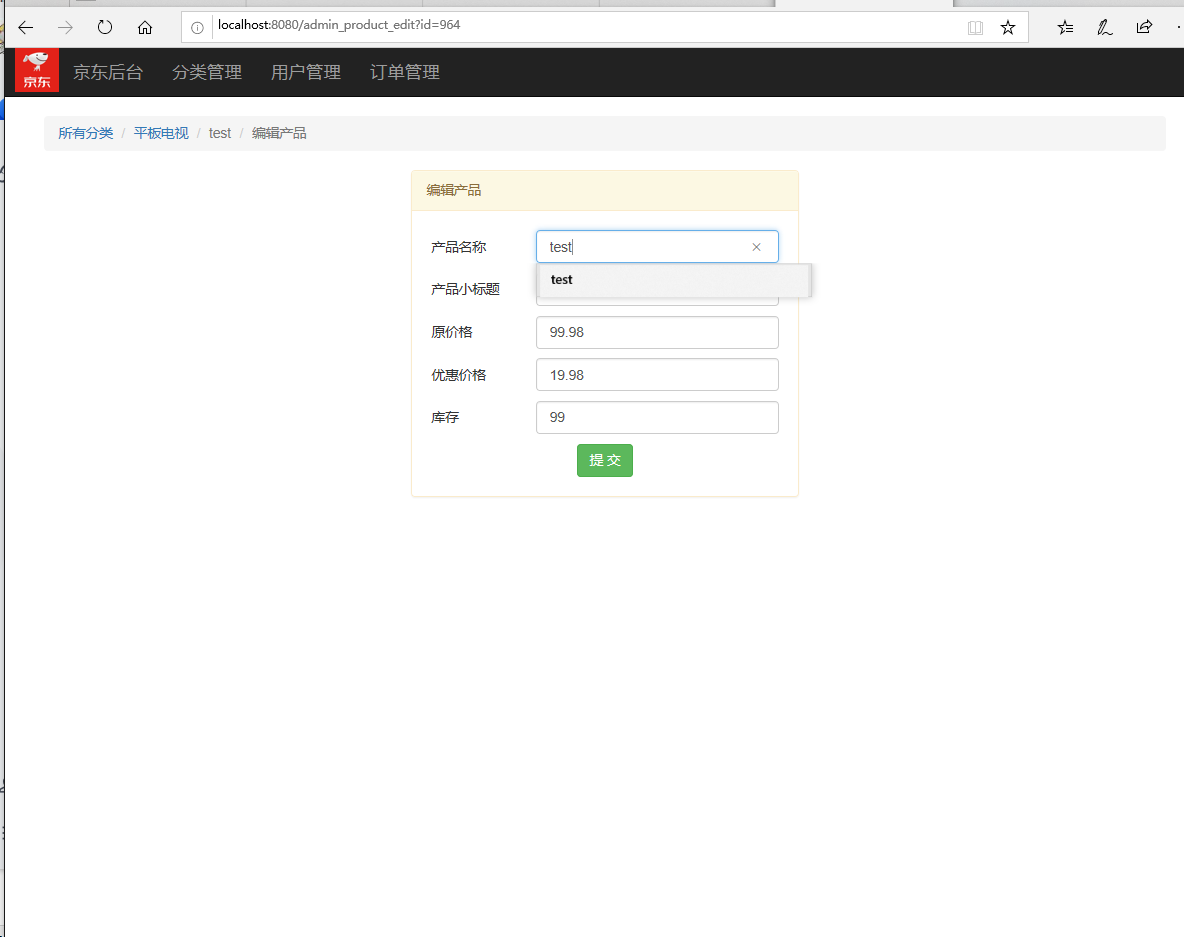 localhost:8080/admin_product_edit?id=964
京东
京东后台 分类管理 用户管理 订单管理
所有分类 / 平板电视 / test / 编辑产品
编辑产品
产品名称 test ×
test
产品小标题
原价格 99.98
优惠价格 19.98
库存 99
提 交